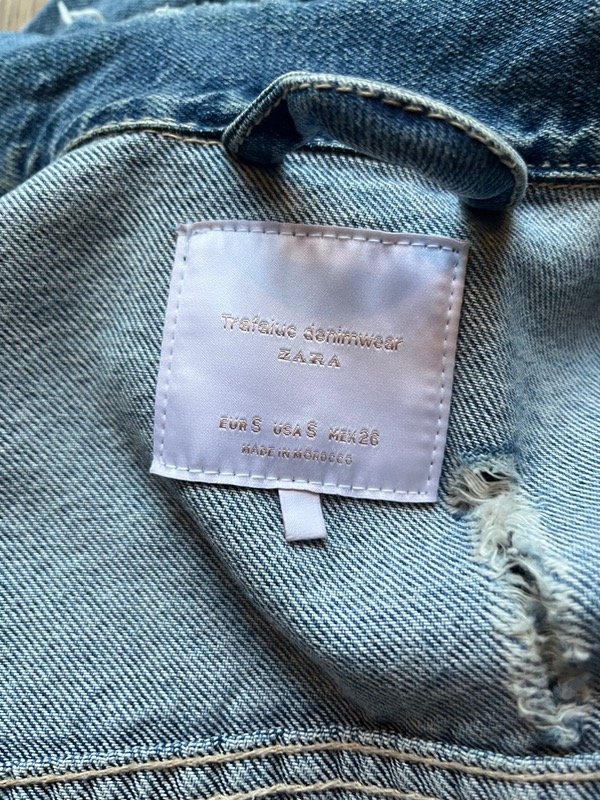 Trafaluc denimwear
ZARA
EUR S USA S MEX 26
MADE IN MOROCCO